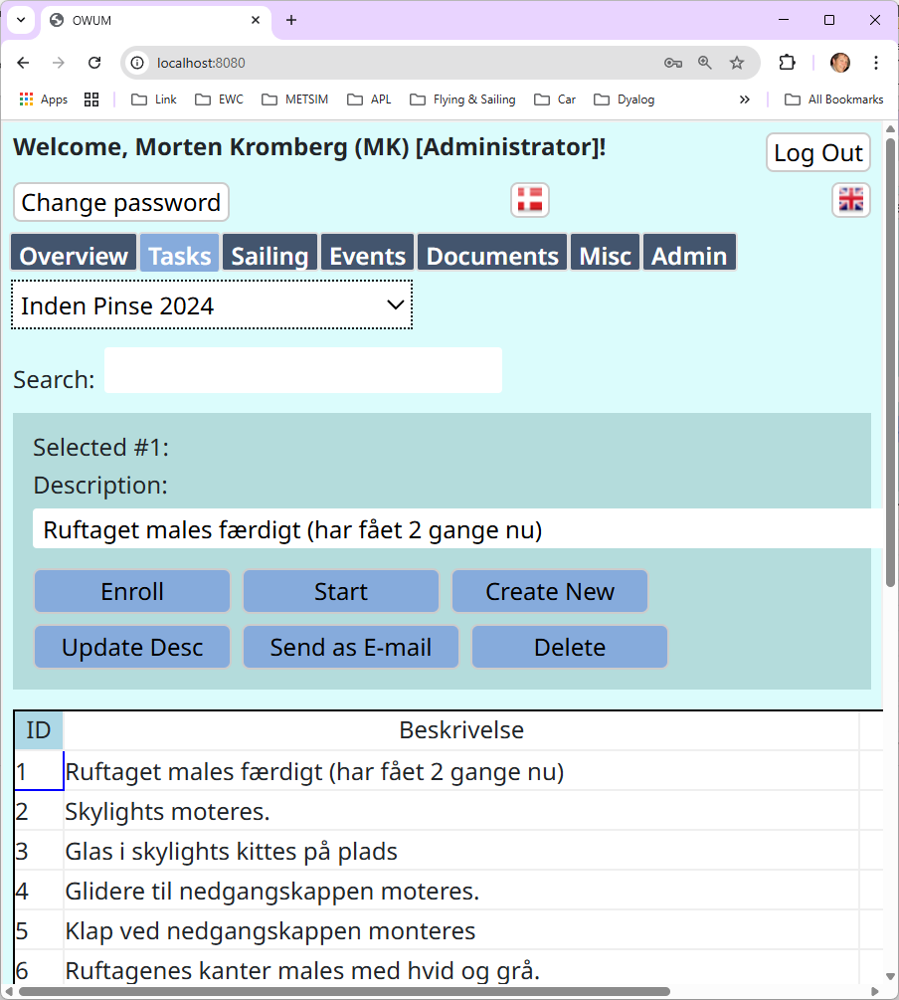 OWUM
localhost:8080
Apps Link EWC METSIM APL Flying & Sailing Car Dyalog » All Bookmarks
Welcome, Morten Kromberg (MK) [Administrator]!
Log Out
Change password
Overview Tasks Sailing Events Documents Misc Admin
Inden Pinse 2024
Search:
Selected #1:
Description:
Ruftaget males færdigt (har fået 2 gange nu)
Enroll Start Create New
Update Desc Send as E-mail Delete
ID Beskrivelse
1 Ruftaget males færdigt (har fået 2 gange nu)
2 Skylights moteres.
3 Glas i skylights kittes på plads
4 Glidere til nedgangskappen moteres.
5 Klap ved nedgangskappen monteres
6 Ruftagenes kanter males med hvid og grå.